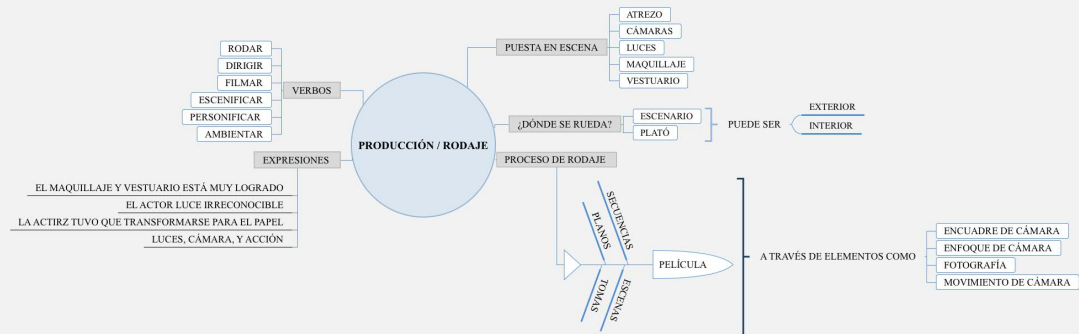 PRODUCCIÓN / RODAJE
VERBOS
RODAR
DIRIGIR
FILMAR
ESCENIFICAR
PERSONIFICAR
AMBIENTAR
EXPRESIONES
EL MAQUILLAJE Y VESTUARIO ESTÁ MUY LOGRADO
EL ACTOR LUCE IRRECONOCIBLE
LA ACTIRZ TUVO QUE TRANSFORMARSE PARA EL PAPEL
LUCES, CÁMARA, Y ACCIÓN
PUESTA EN ESCENA
ATREZO
CÁMARAS
LUCES
MAQUILLAJE
VESTUARIO
¿DÓNDE SE RUEDA?
ESCENARIO
PLATÓ
PUEDE SER
EXTERIOR
INTERIOR
PROCESO DE RODAJE
SECUENCIAS
PLANOS
TOMAS
ESCENAS
PELÍCULA
A TRAVÉS DE ELEMENTOS COMO
ENCUADRE DE CÁMARA
ENFOQUE DE CÁMARA
FOTOGRAFÍA
MOVIMIENTO DE CÁMARA